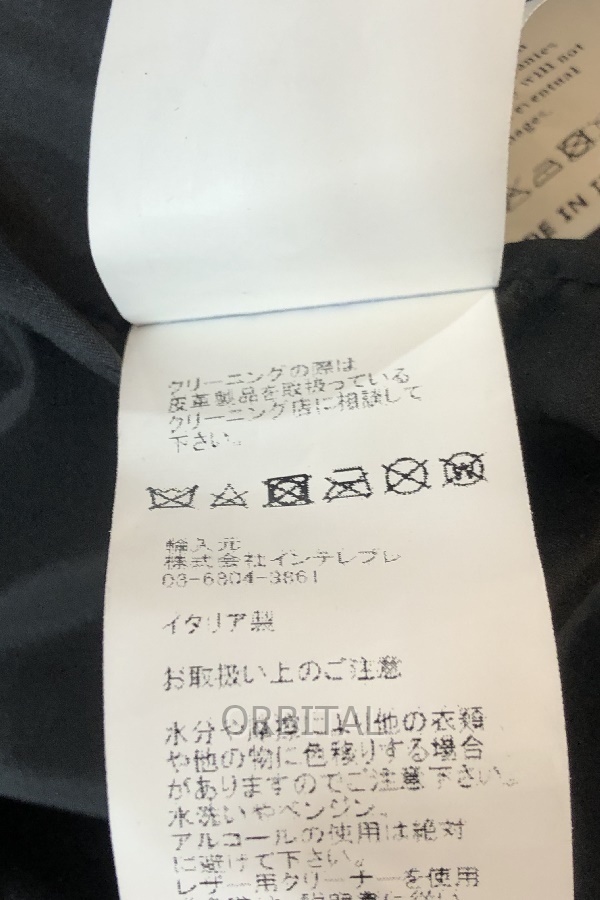 will not
eventual
クリーニングの際は
皮革製品を取扱っている
クリーニング店に相談して
下さい。
輸入元
株式会社インテレプレ
03-6804-3861
イタリア製
お取扱い上のご注意
ORBITAL
水分や摩擦により他の衣類
や他の物に色移りする場合
がありますのでご注意下さい。
水洗いやベンジン、
アルコールの使用は絶対
に避けて下さい。
レザー用クリーナーを使用